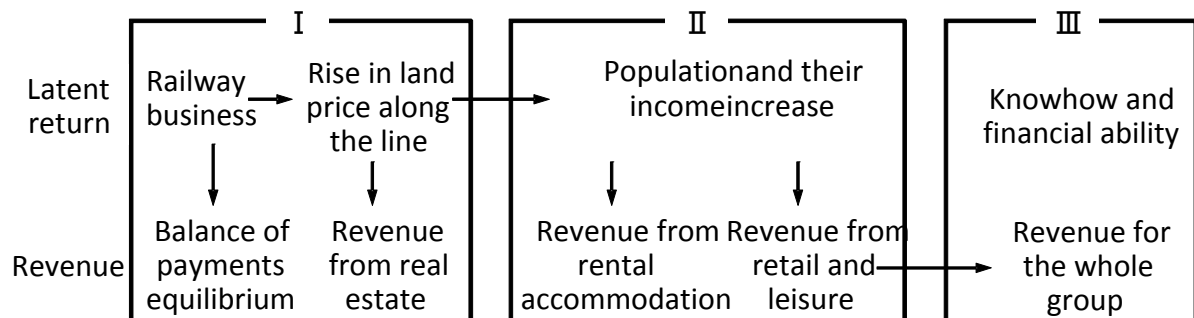 I
II
III
Latent
return
Railway
business
Rise in land
price along
the line
Populationand their
incomeincrease
Knowhow and
financial ability
Revenue
Balance of
payments
equilibrium
Revenue
from real
estate
Revenue from
rental
accommodation
Revenue from
retail and
leisure
Revenue for
the whole
group